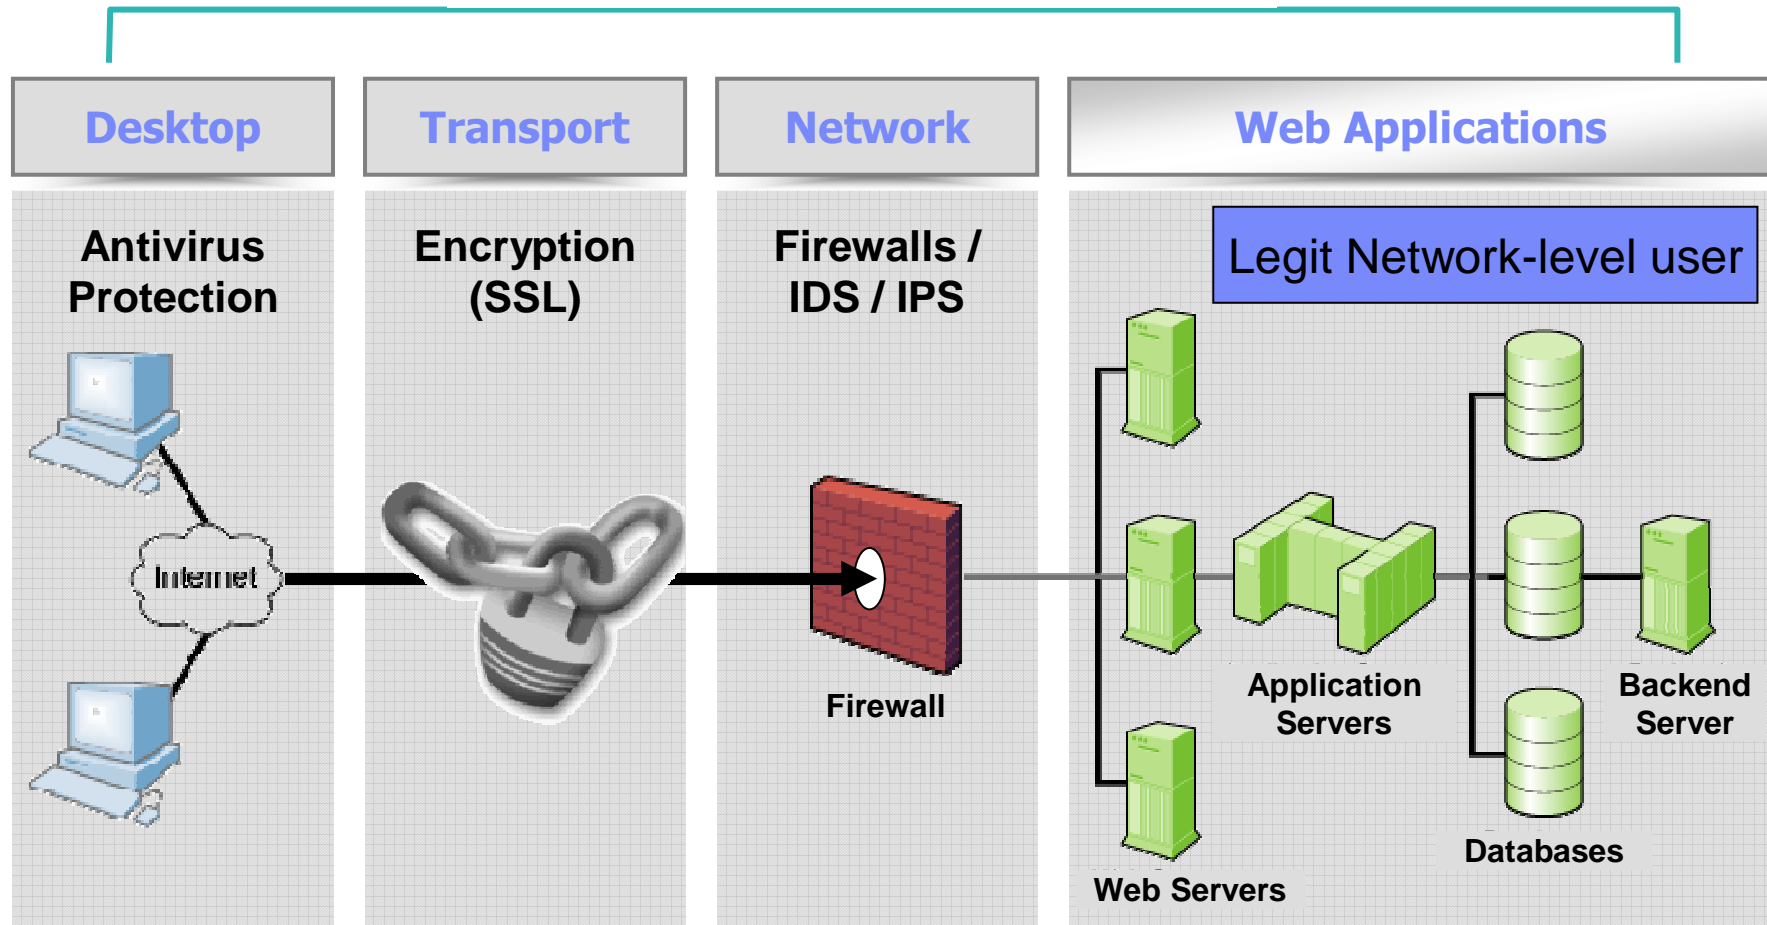 Desktop
Transport
Network
Web Applications
Antivirus
Protection
Encryption
(SSL)
Firewalls /
IDS / IPS
Legit Network-level user
Internet
Firewall
Application
Servers
Backend
Server
Databases
Web Servers